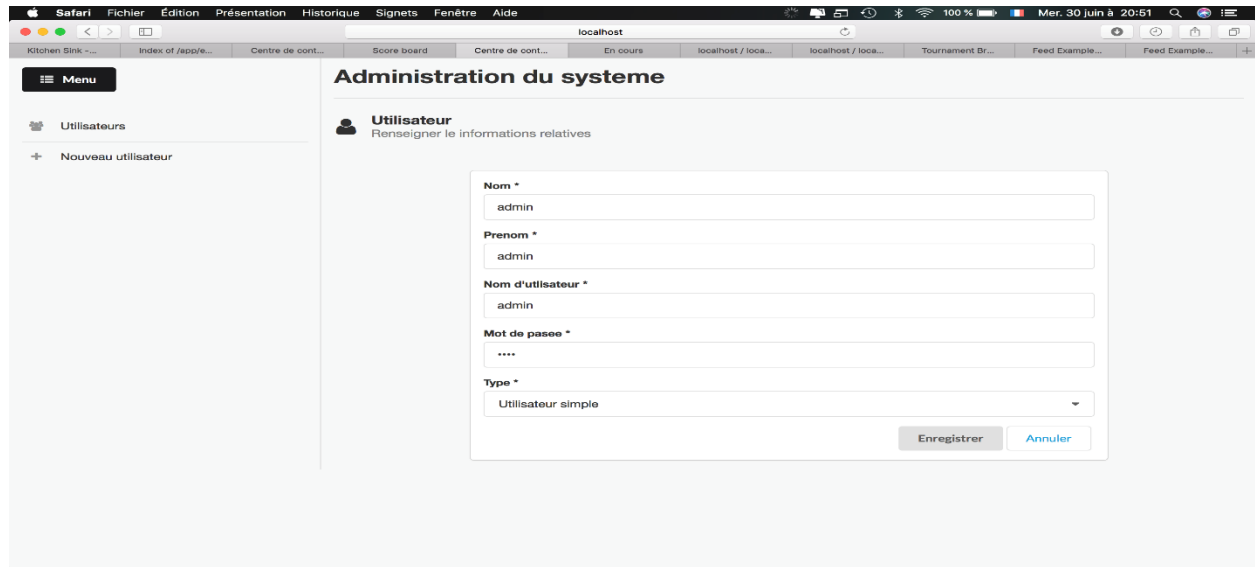 Safari Fichier Édition Présentation Historique Signets Fenêtre Aide 100 % Mer. 30 juin à 20:51
localhost
Kitchen Sink -... Index of /app/e... Centre de cont... Score board Centre de cont... En cours localhost / loca... localhost / loca... Tournament Br... Feed Example... Feed Example...
Menu
Utilisateurs
Nouveau utilisateur
Administration du systeme
Utilisateur
Renseigner le informations relatives
Nom *
admin
Prenom *
admin
Nom d'utlisateur *
admin
Mot de pasee *
••••
Type *
Utilisateur simple
Enregistrer Annuler